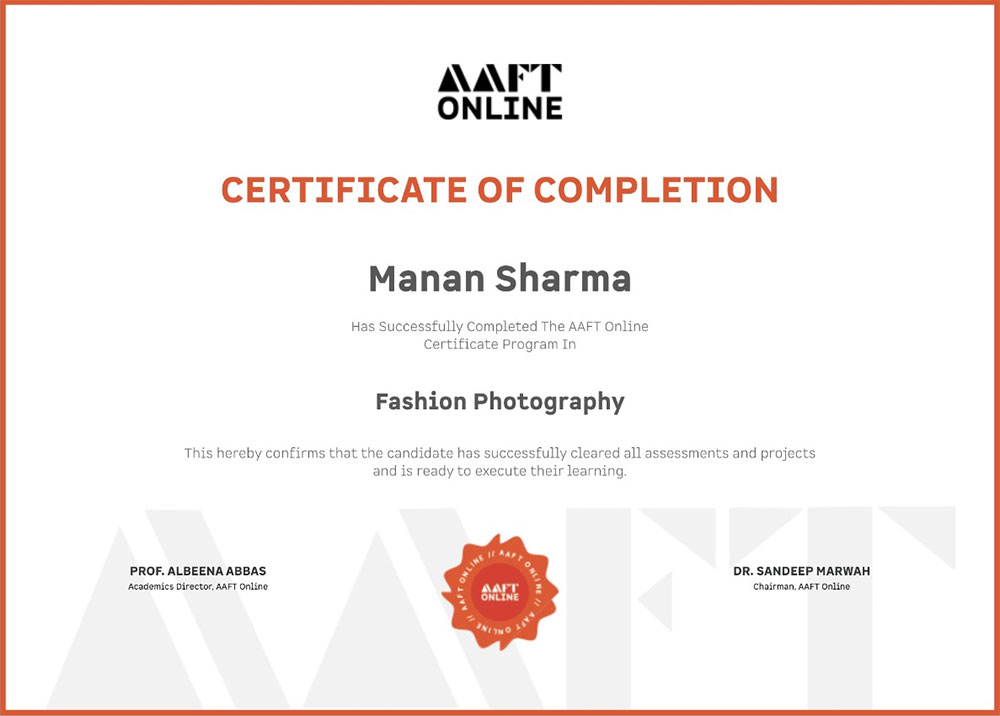 AAFT
ONLINE
CERTIFICATE OF COMPLETION
Manan Sharma
Has Successfully Completed The AAFT Online
Certificate Program In
Fashion Photography
This hereby confirms that the candidate has successfully cleared all assessments and projects
and is ready to execute their learning.
AAFT
PROF. ALBEENA ABBAS
Academics Director, AAFT Online
AAFT ONLINE // AAFT ONLINE // AAFT ONLINE //
AAFT
ONLINE
DR. SANDEEP MARWAH
Chairman, AAFT Online